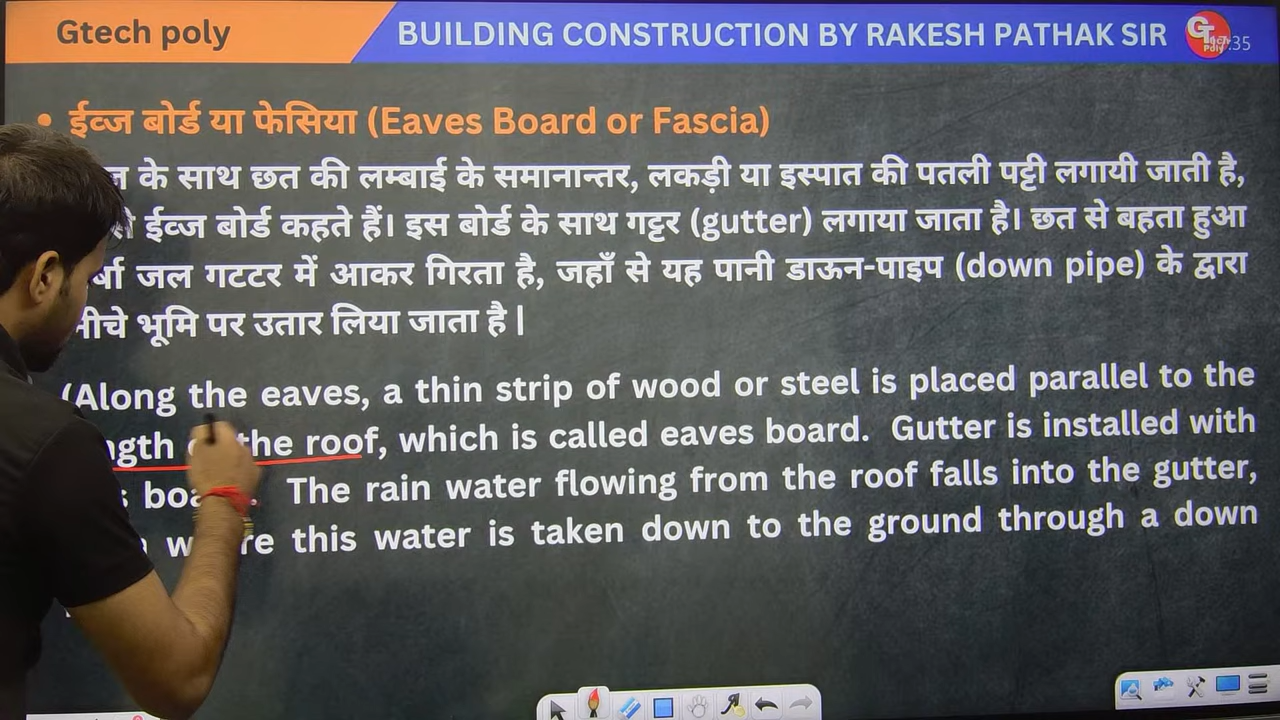 Gtech poly
BUILDING CONSTRUCTION BY RAKESH PATHAK SIR
GT
Poly
:35
• ईव्ज बोर्ड या फेसिया (Eaves Board or Fascia)
के साथ छत की लम्बाई के समानान्तर, लकड़ी या इस्पात की पतली पट्टी लगायी जाती है,
ईव्ज बोर्ड कहते हैं। इस बोर्ड के साथ गट्टर (gutter) लगाया जाता है। छत से बहता हुआ
जल गटटर में आकर गिरता है, जहाँ से यह पानी डाऊन-पाइप (down pipe) के द्वारा
भूमि पर उतार लिया जाता है |
(Along the eaves, a thin strip of wood or steel is placed parallel to the
the roof, which is called eaves board. Gutter is installed with
The rain water flowing from the roof falls into the gutter,
this water is taken down to the ground through a down